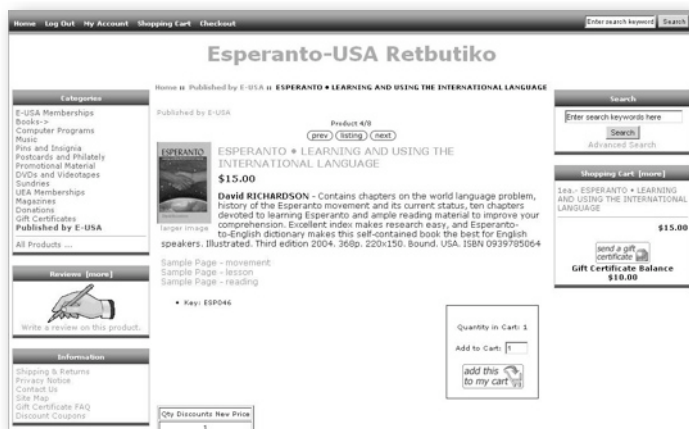 Home Log Out My Account Shopping Cart Checkout
Enter search keyword Search
Esperanto-USA Retbutiko
Categories
E-USA Memberships
Books->
Computer Programs
Music
Pins and Insignia
Postcards and Philately
Promotional Material
DVDs and Videotapes
Sundries
UEA Memberships
Magazines
Donations
Gift Certificates
Published by E-USA
All Products ...
Reviews [more]
Write a review on this product.
Information
Shipping & Returns
Privacy Notice
Contact Us
Site Map
Gift Certificate FAQ
Discount Coupons
Home :: Published by E-USA :: ESPERANTO • LEARNING AND USING THE INTERNATIONAL LANGUAGE
Published by E-USA
Product 4/8
prev listing next
ESPERANTO
larger image
ESPERANTO • LEARNING AND USING THE
INTERNATIONAL LANGUAGE
$15.00
David RICHARDSON - Contains chapters on the world language problem,
history of the Esperanto movement and its current status, ten chapters
devoted to learning Esperanto and ample reading material to improve your
comprehension. Excellent index makes research easy, and Esperanto-
to-English dictionary makes this self-contained book the best for English
speakers. Illustrated. Third edition 2004. 368p. 220x150. Bound. USA. ISBN 0939785064
Sample Page - movement
Sample Page - lesson
Sample Page - reading
• Key: ESP046
Quantity in Cart: 1
Add to Cart: 1
add this
to my cart
Qty Discounts New Price
1
Search
Enter search keywords here
Search
Advanced Search
Shopping Cart [more]
1ea.- ESPERANTO • LEARNING
AND USING THE INTERNATIONAL
LANGUAGE
$15.00
send a gift
certificate
Gift Certificate Balance
$10.00